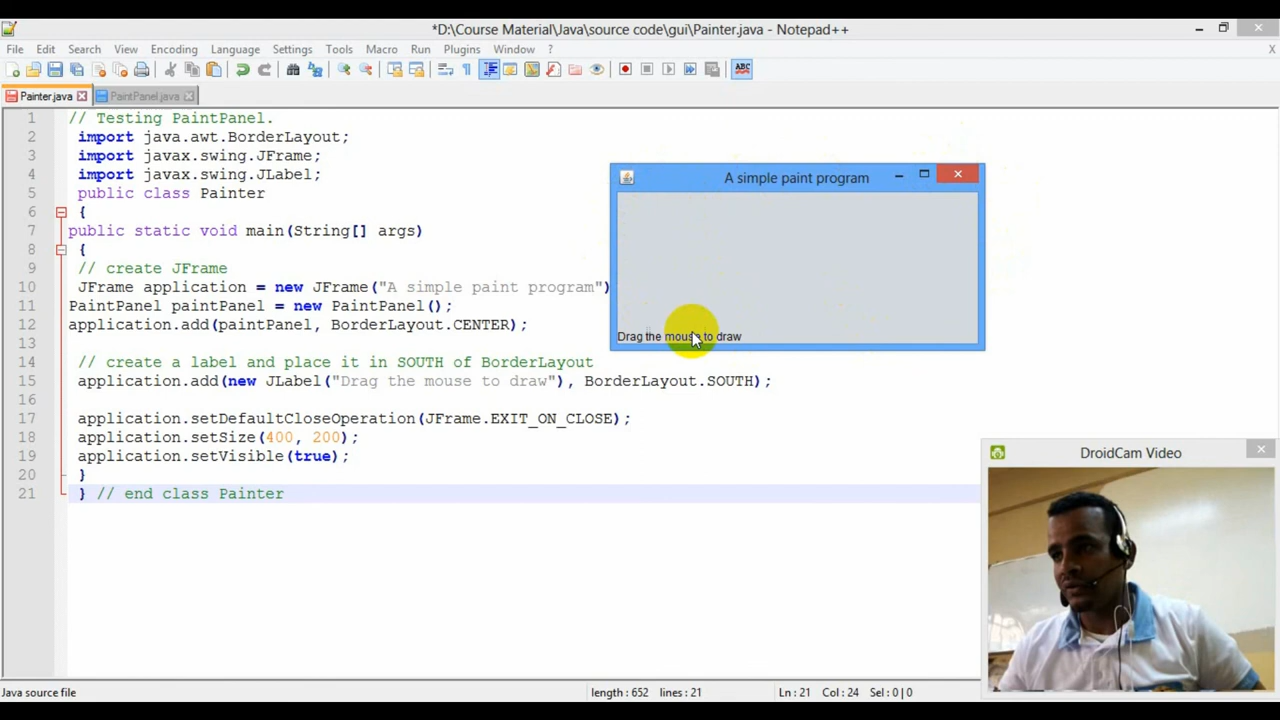 *D:\Course Material\Java\source code\gui\Painter.java - Notepad++
File Edit Search View Encoding Language Settings Tools Macro Run Plugins Window ? X
ABC
Painter.java PaintPanel.java
1 // Testing PaintPanel.
2 import java.awt.BorderLayout;
3 import javax.swing.JFrame;
4 import javax.swing.JLabel;
5 public class Painter
6 {
7 public static void main(String[] args)
8 {
9 // create JFrame
10 JFrame application = new JFrame("A simple paint program")
11 PaintPanel paintPanel = new PaintPanel();
12 application.add(paintPanel, BorderLayout.CENTER);
13
14 // create a label and place it in SOUTH of BorderLayout
15 application.add(new JLabel("Drag the mouse to draw"), BorderLayout.SOUTH);
16
17 application.setDefaultCloseOperation(JFrame.EXIT_ON_CLOSE);
18 application.setSize(400, 200);
19 application.setVisible(true);
20 }
21 } // end class Painter
A simple paint program
Drag the mouse to draw
DroidCam Video
Java source file length : 652 lines : 21 Ln : 21 Col : 24 Sel : 0 | 0